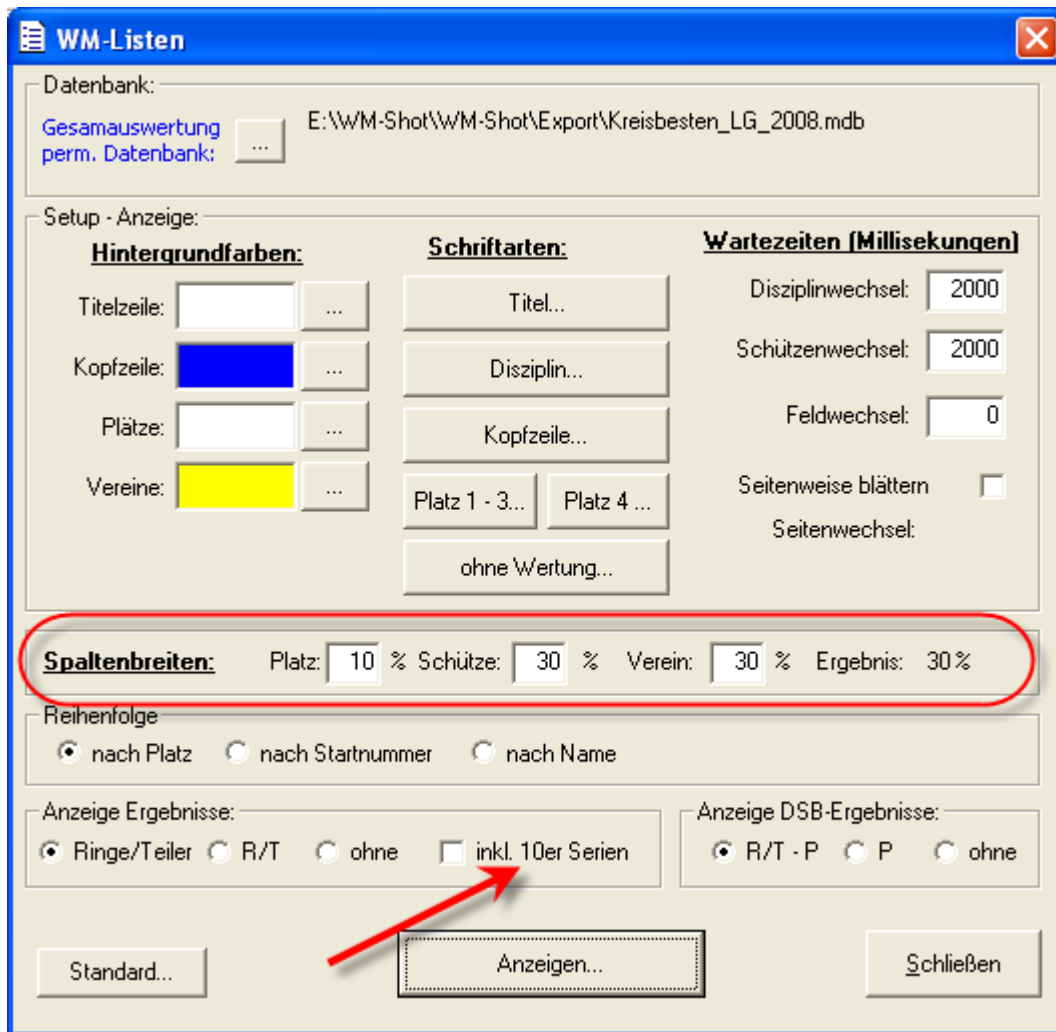 WM-Listen
Datenbank:
Gesamauswertung
perm. Datenbank:
...
E:\WM-Shot\WM-Shot\Export\Kreisbesten_LG_2008.mdb
Setup - Anzeige:
Hintergrundfarben:
Titelzeile: ...
Kopfzeile: ...
Plätze: ...
Vereine: ...
Schriftarten:
Titel...
Disziplin...
Kopfzeile...
Platz 1 - 3... Platz 4 ...
ohne Wertung...
Wartezeiten (Millisekungen)
Disziplinwechsel: 2000
Schützenwechsel: 2000
Feldwechsel: 0
Seitenweise blättern
Seitenwechsel:
Spaltenbreiten: Platz: 10 % Schütze: 30 % Verein: 30 % Ergebnis: 30%
Reihenfolge
nach Platz nach Startnummer nach Name
Anzeige Ergebnisse:
Ringe/Teiler R/T ohne inkl. 10er Serien
Anzeige DSB-Ergebnisse:
R/T - P P ohne
Standard... Anzeigen... Schließen